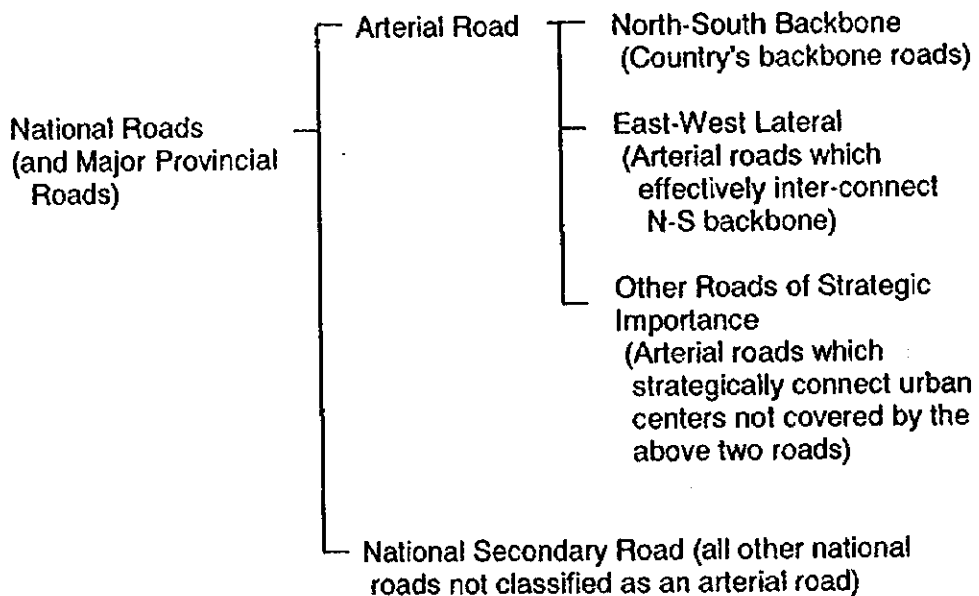 Arterial Road
North-South Backbone
(Country's backbone roads)
National Roads
(and Major Provincial
Roads)
East-West Lateral
(Arterial roads which
effectively inter-connect
N-S backbone)
Other Roads of Strategic
Importance
(Arterial roads which
strategically connect urban
centers not covered by the
above two roads)
National Secondary Road (all other national
roads not classified as an arterial road)